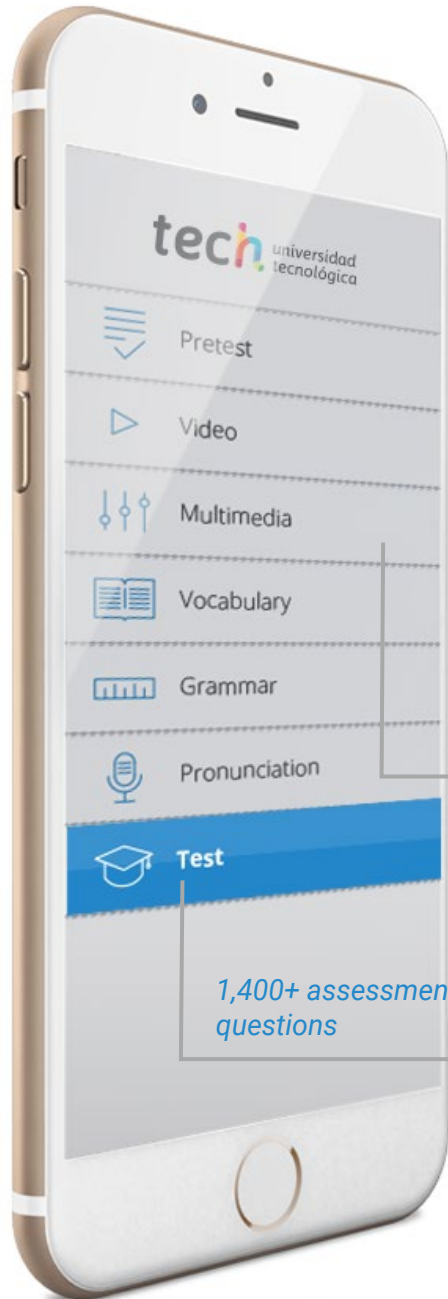 tech universidad
tecnológica
Pretest
Video
Multimedia
Vocabulary
Grammar
Pronunciation
Test
1,400+ assessmen
questions